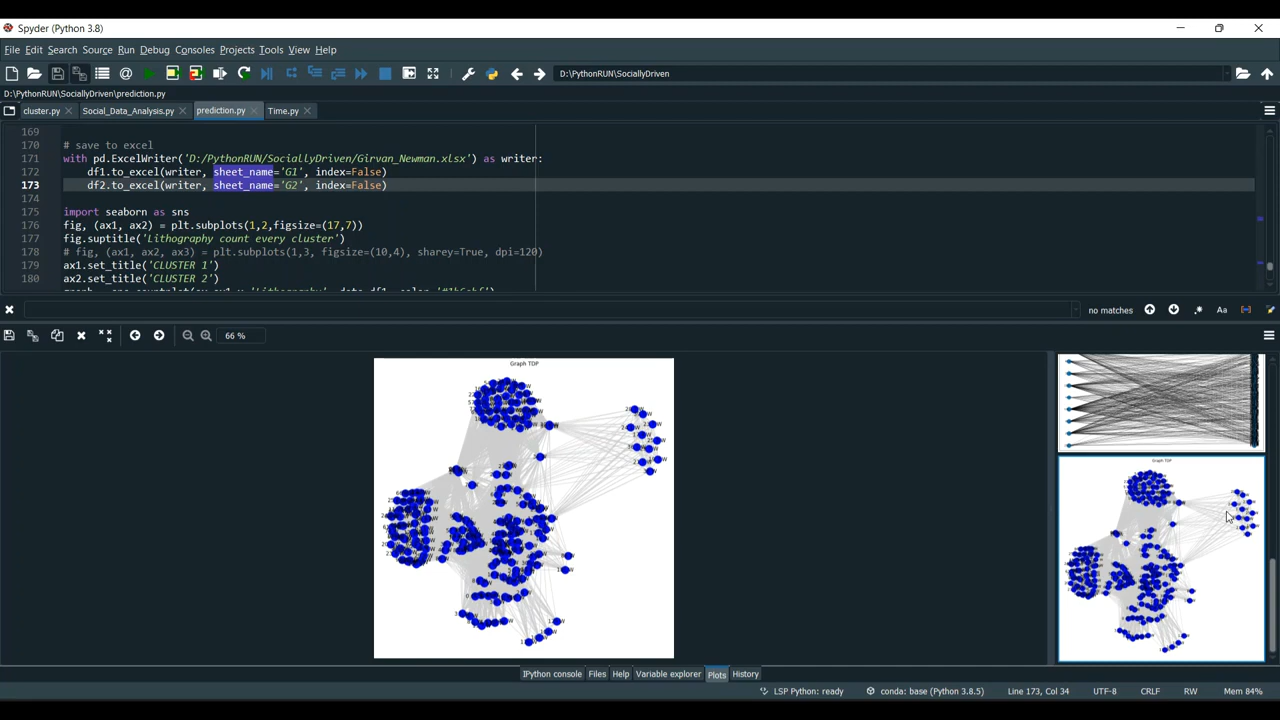 Spyder (Python 3.8)
File Edit Search Source Run Debug Consoles Projects Tools View Help
D:\PythonRUN\SociallyDriven
D:\PythonRUN\SociallyDriven\prediction.py
cluster.py Social_Data_Analysis.py prediction.py Time.py
169
170 # save to excel
171 with pd.ExcelWriter('D:/PythonRUN/SociallyDriven/Girvan_Newman.xlsx') as writer:
172 df1.to_excel(writer, sheet_name='G1', index=False)
173 df2.to_excel(writer, sheet_name='G2', index=False)
174
175 import seaborn as sns
176 fig, (ax1, ax2) = plt.subplots(1,2,figsize=(17,7))
177 fig.suptitle('Lithography count every cluster')
178 # fig, (ax1, ax2, ax3) = plt.subplots(1,3, figsize=(10,4), sharey=True, dpi=120)
179 ax1.set_title('CLUSTER 1')
180 ax2.set_title('CLUSTER 2')
no matches Aa
66 %
Graph TDP
Graph TDP
IPython console Files Help Variable explorer Plots History
LSP Python: ready conda: base (Python 3.8.5) Line 173, Col 34 UTF-8 CRLF RW Mem 84%